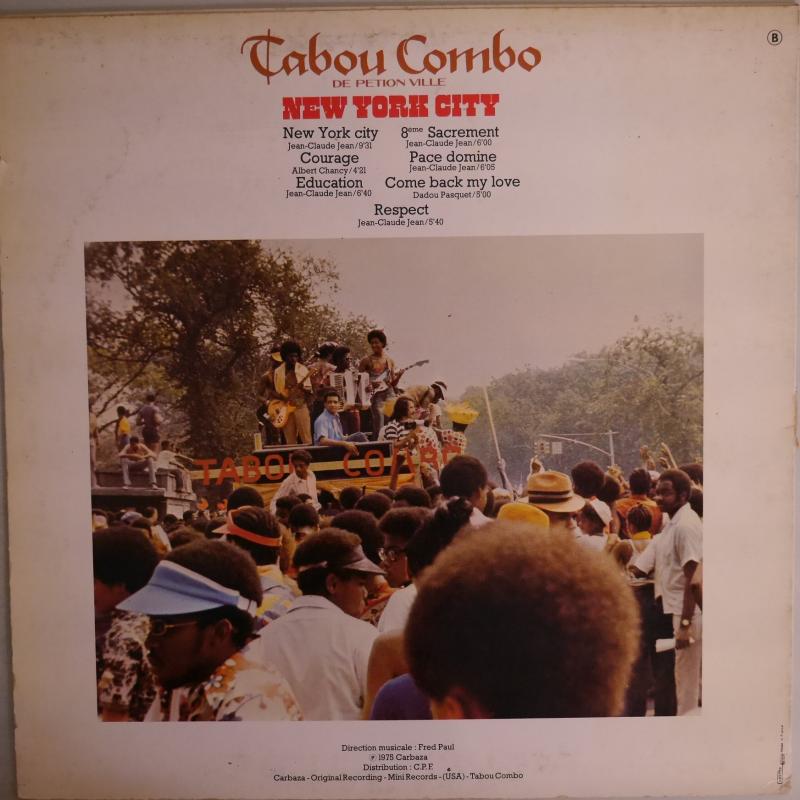 B
Tabou Combo
DE PETION VILLE
NEW YORK CITY
New York city
Jean-Claude Jean/9'31
Courage
Albert Chancy/4'21
Education
Jean-Claude Jean/6'40
8eme Sacrement
Jean-Claude Jean/6'00
Pace domine
Jean-Claude Jean/6'05
Come back my love
Dadou Pasquet/5'00
Respect
Jean-Claude Jean/5'40
TABOU COMBO
Direction musicale : Fred Paul
℗ 1975 Carbaza
Distribution : C.P.F.
Carbaza - Original Recording - Mini Records - (USA) - Tabou Combo